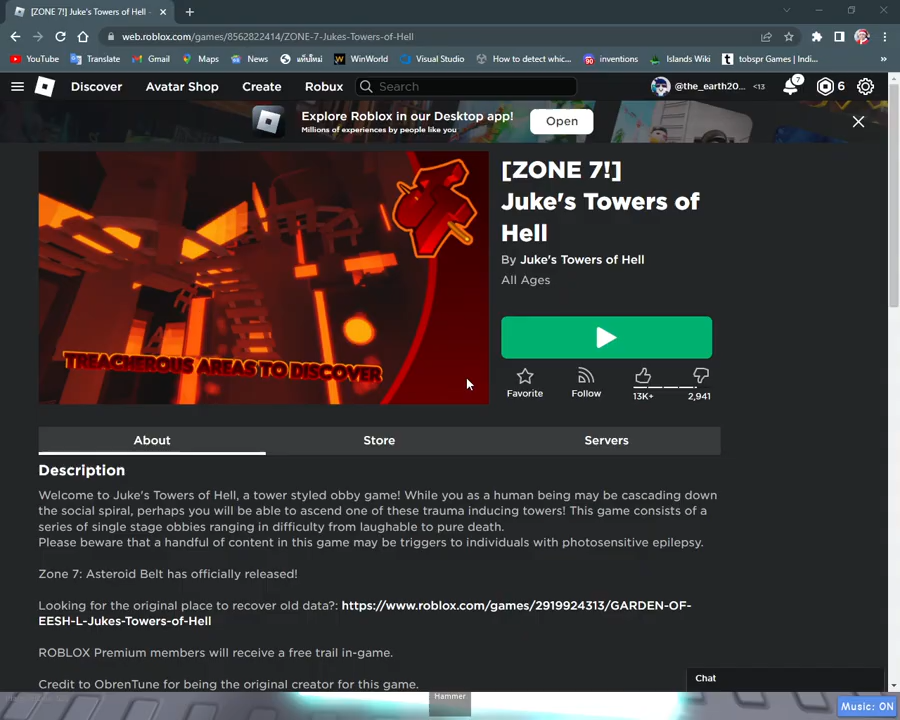 [ZONE 7!] Juke's Towers of Hell -
web.roblox.com/games/8562822414/ZONE-7-Jukes-Towers-of-Hell
YouTube Translate Gmail Maps News แท็บใหม่ WinWorld Visual Studio How to detect whic... inventions Islands Wiki tobspr Games | Indi... »
Discover Avatar Shop Create Robux Search @the_earth20... <13 7 6
Explore Roblox in our Desktop app!
Millions of experiences by people like you
Open
TREACHEROUS AREAS TO DISCOVER
[ZONE 7!]
Juke's Towers of
Hell
By Juke's Towers of Hell
All Ages
Favorite Follow 13K+ 2,941
About Store Servers
Description
Welcome to Juke's Towers of Hell, a tower styled obby game! While you as a human being may be cascading down
the social spiral, perhaps you will be able to ascend one of these trauma inducing towers! This game consists of a
series of single stage obbies ranging in difficulty from laughable to pure death.
Please beware that a handful of content in this game may be triggers to individuals with photosensitive epilepsy.
Zone 7: Asteroid Belt has officially released!
Looking for the original place to recover old data?: https://www.roblox.com/games/2919924313/GARDEN-OF-
EESH-L-Jukes-Towers-of-Hell
ROBLOX Premium members will receive a free trail in-game.
Credit to ObrenTune for being the original creator for this game.
Chat
Hammer
Music: ON